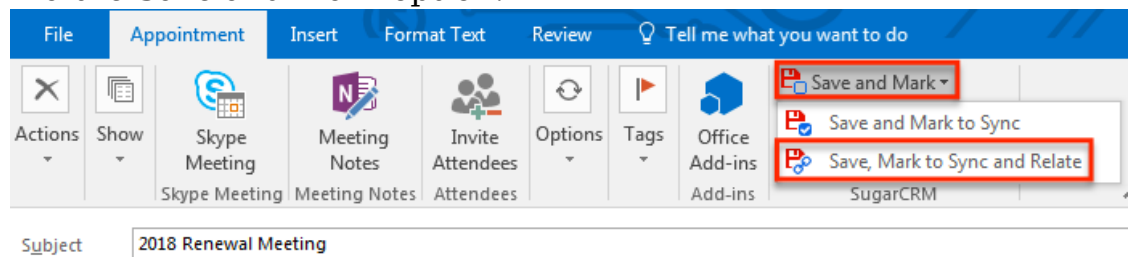 File Appointment Insert Format Text Review Tell me what you want to do
Save and Mark
Save and Mark to Sync
Save, Mark to Sync and Relate
Actions Show Skype Meeting Meeting Notes Invite Attendees Options Tags Office Add-ins
Skype Meeting Meeting Notes Attendees Add-ins SugarCRM
Subject 2018 Renewal Meeting